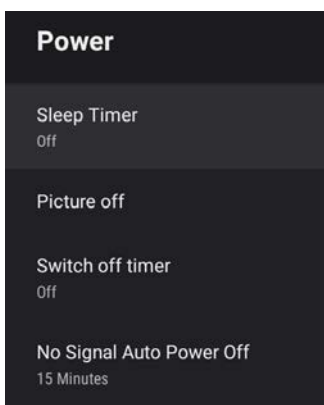 Power
Sleep Timer
Off
Picture off
Switch off timer
Off
No Signal Auto Power Off
15 Minutes